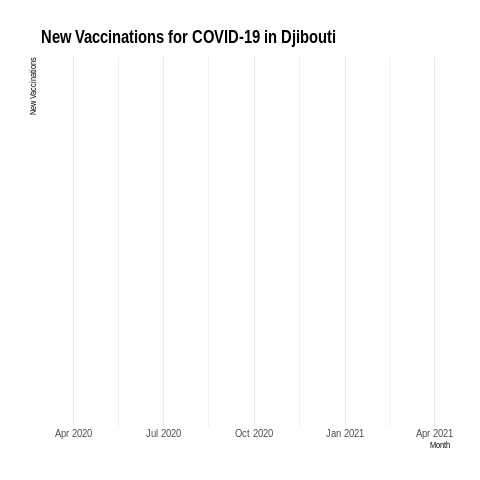 New Vaccinations for COVID-19 in Djibouti
New Vaccinations
Apr 2020 Jul 2020 Oct 2020 Jan 2021 Apr 2021
Month